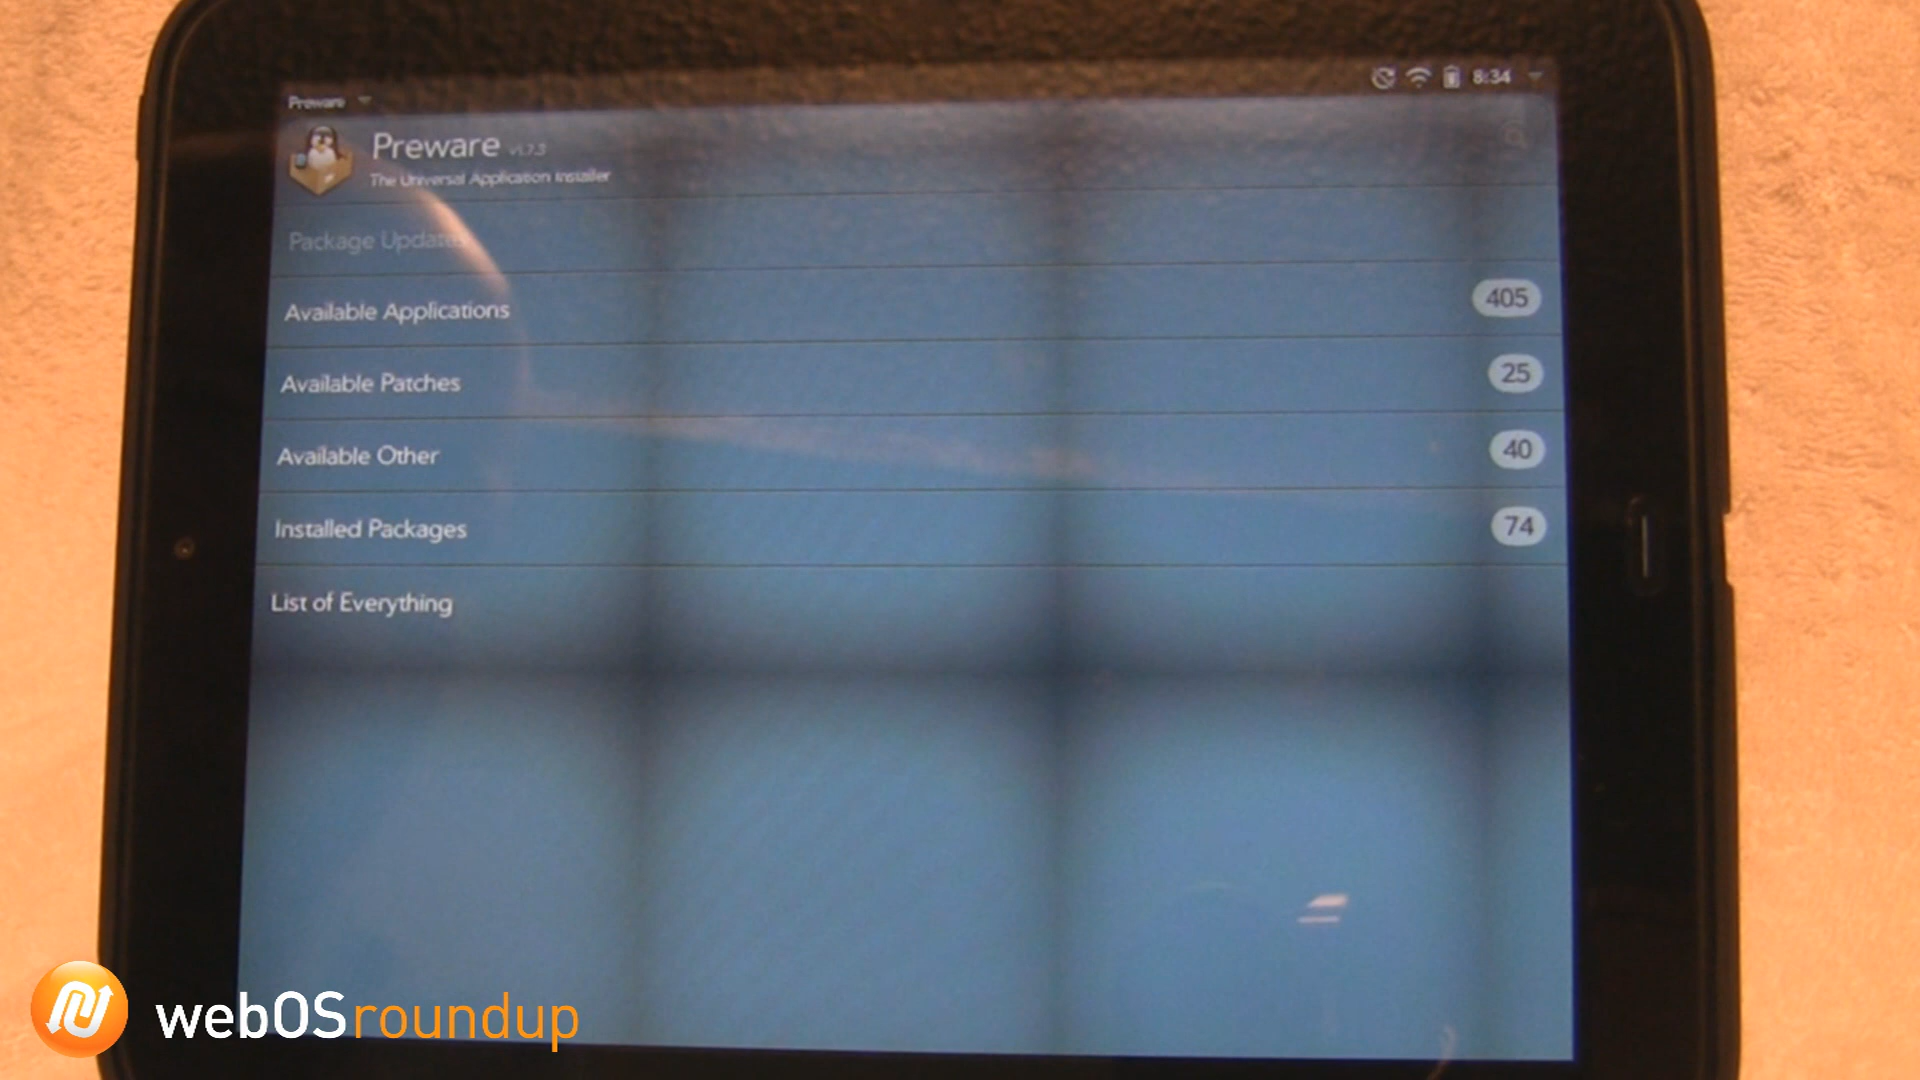 Preware
8:34
Preware v1.7.3
The Universal Application Installer
Package Updates
Available Applications
405
Available Patches
25
Available Other
40
Installed Packages
74
List of Everything
webOSroundup